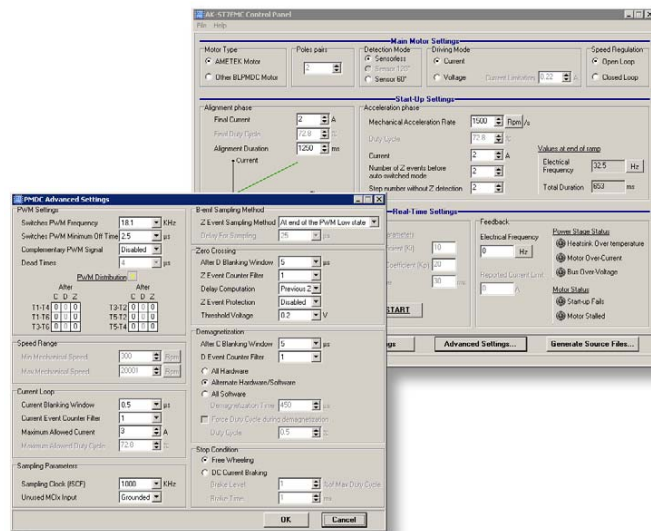 AK-ST7FMC Control Panel
File Help
Main Motor Settings
Motor Type
AMETEK Motor
Other BLPMDC Motor
Poles pairs
2
Detection Mode
Sensorless
Sensor 120°
Sensor 60°
Driving Mode
Current
Voltage
Current Limitation 0.22 A
Speed Regulation
Open Loop
Closed Loop
Start-Up Settings
Alignment phase
Final Current 2 A
Final Duty Cycle 72.8 %
Alignment Duration 1250 ms
Current
Acceleration phase
Mechanical Acceleration Rate 1500 Rpm /s
Duty Cycle 72.8 %
Current 2 A
Number of Z events before
auto switched mode 2
Step number without Z detection 2
Values at end of ramp
Electrical
Frequency 32.5 Hz
Total Duration 653 ms
Real-Time Settings
10
Coefficient (Kp) 20
30 ms
START
Feedback
Electrical Frequency
0 Hz
Reported Current Limit
0 A
Power Stage Status
Heatsink Over temperature
Motor Over-Current
Bus Over-Voltage
Motor Status
Start-up Fails
Motor Stalled
Advanced Settings...
Generate Source Files...
PMDC Advanced Settings
PWM Settings
Switches PWM Frequency 18.1 KHz
Switches PWM Minimum Off Time 2.5 µs
Complementary PWM Signal Disabled
Dead Times 4 µs
PWM Distribution
After
C D Z
T1-T4 0 0 0
T1-T6 0 0 0
T3-T6 0 0 0
After
C D Z
T3-T2 0 0 0
T5-T2 0 0 0
T5-T4 0 0 0
Speed Range
Min Mechanical Speed 300 Rpm
Max Mechanical Speed 20001 Rpm
Current Loop
Current Blanking Window 0.5 µs
Current Event Counter Filter 1
Maximum Allowed Current 3 A
Maximum Allowed Duty Cycle 72.8 %
Sampling Parameters
Sampling Clock (fSCF) 1000 KHz
Unused MCIx Input Grounded
B-emf Sampling Method
Z Event Sampling Method At end of the PWM Low state
Delay For Sampling 25 µs
Zero Crossing
After D Blanking Window 5 µs
Z Event Counter Filter 1
Delay Computation Previous Z
Z Event Protection Disabled
Threshold Voltage 0.2 V
Demagnetization
After C Blanking Window 5 µs
D Event Counter Filter 1
All Hardware
Alternate Hardware/Software
All Software
Demagnetization Time 450 µs
Force Duty Cycle during demagnetization
Duty Cycle 0.5 %
Stop Condition
Free Wheeling
DC Current Braking
Brake Level 1 % of Max Duty Cycle
Brake Time 1 ms
OK
Cancel